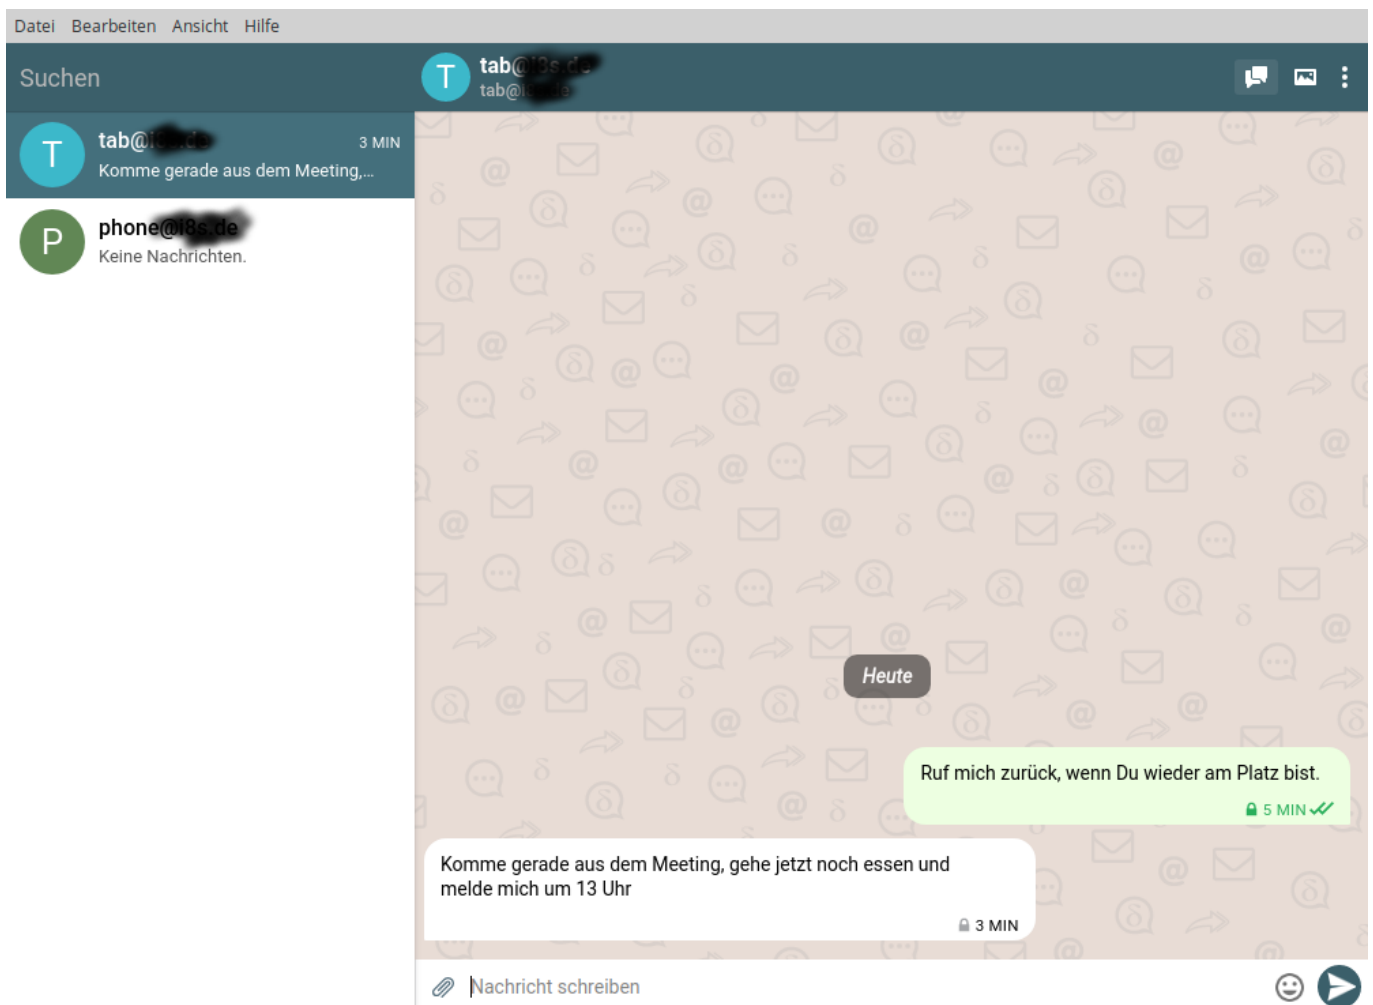 Datei Bearbeiten Ansicht Hilfe
Suchen
tab@
3 MIN
Komme gerade aus dem Meeting,...
phone@
Keine Nachrichten.
T
P
T
tab@
tab@
Heute
Ruf mich zurück, wenn Du wieder am Platz bist.
5 MIN
Komme gerade aus dem Meeting, gehe jetzt noch essen und
melde mich um 13 Uhr
3 MIN
Nachricht schreiben